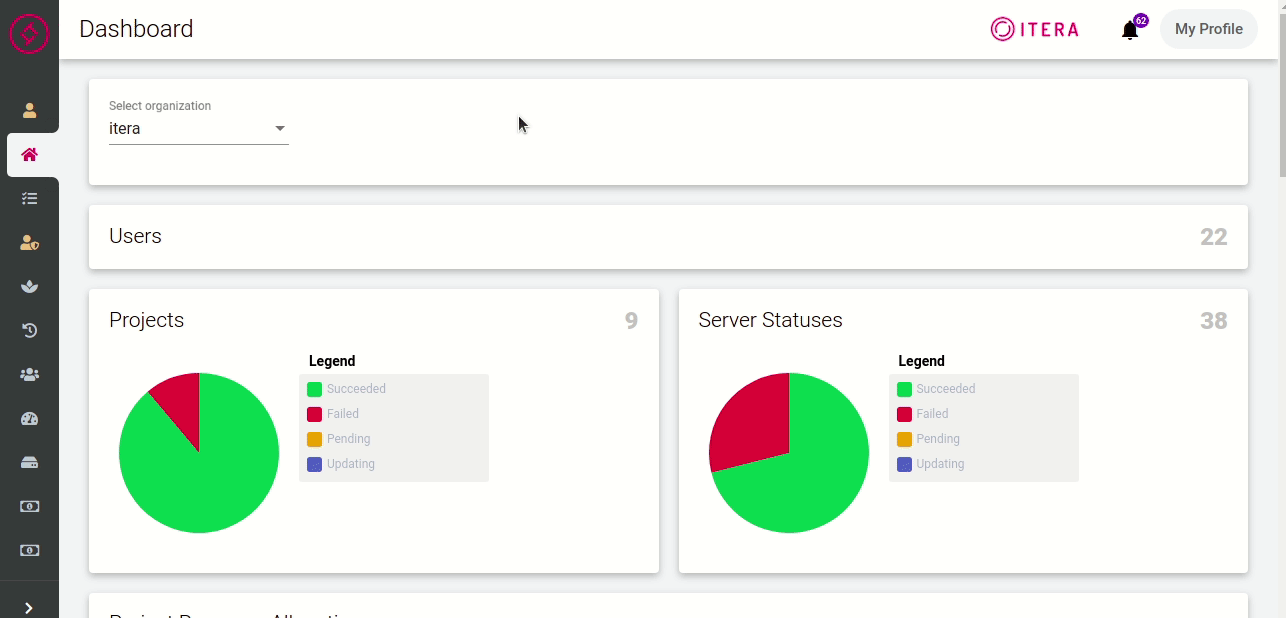 Dashboard
ITERA
62
My Profile
Select organization
itera
Users
22
Projects
9
Legend
Succeeded
Failed
Pending
Updating
Server Statuses
38
Legend
Succeeded
Failed
Pending
Updating